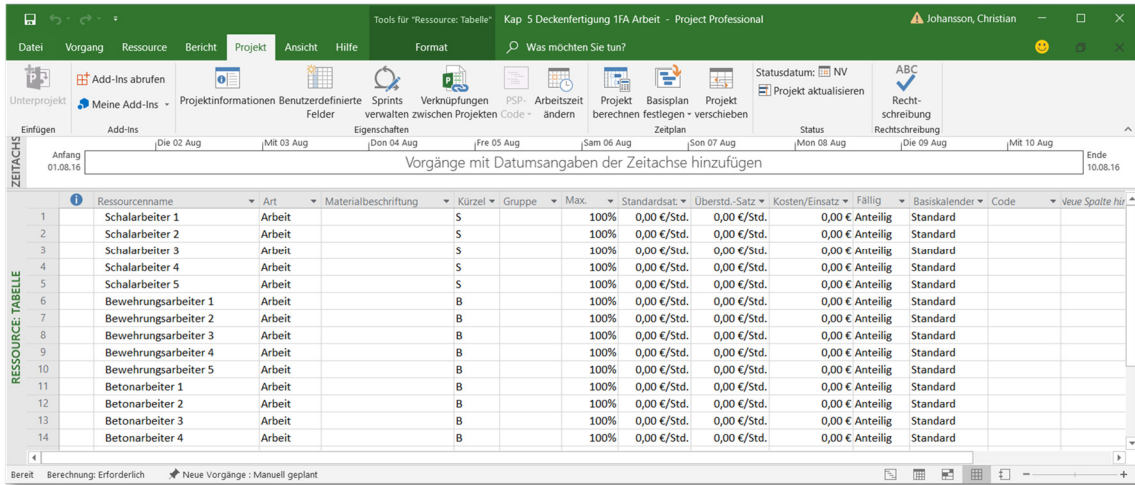 Tools für "Ressource: Tabelle" Kap 5 Deckenfertigung 1FA Arbeit - Project Professional Johansson, Christian
Datei Vorgang Ressource Bericht Projekt Ansicht Hilfe Format Was möchten Sie tun?
Unterprojekt
Add-Ins abrufen
Meine Add-Ins
Projektinformationen Benutzerdefinierte Felder Sprints verwalten Verknüpfungen zwischen Projekten PSP-Code Arbeitszeit ändern
Projekt berechnen Basisplan festlegen Projekt verschieben
Statusdatum: NV
Projekt aktualisieren
ABC
Recht-
schreibung
Einfügen Add-Ins Eigenschaften Zeitplan Status Rechtschreibung
ZEITACHS
Die 02 Aug Mit 03 Aug Don 04 Aug Fre 05 Aug Sam 06 Aug Son 07 Aug Mon 08 Aug Die 09 Aug Mit 10 Aug
Anfang
01.08.16
Vorgänge mit Datumsangaben der Zeitachse hinzufügen
Ende
10.08.16
RESSOURCE: TABELLE
Ressourcenname Art Materialbeschriftung Kürzel Gruppe Max. Standardsat. Überstd.-Satz Kosten/Einsatz Fällig Basiskalender Code Neue Spalte hin
1 Schalarbeiter 1 Arbeit S 100% 0,00 €/Std. 0,00 €/Std. 0,00 € Anteilig Standard
2 Schalarbeiter 2 Arbeit S 100% 0,00 €/Std. 0,00 €/Std. 0,00 € Anteilig Standard
3 Schalarbeiter 3 Arbeit S 100% 0,00 €/Std. 0,00 €/Std. 0,00 € Anteilig Standard
4 Schalarbeiter 4 Arbeit S 100% 0,00 €/Std. 0,00 €/Std. 0,00 € Anteilig Standard
5 Schalarbeiter 5 Arbeit S 100% 0,00 €/Std. 0,00 €/Std. 0,00 € Anteilig Standard
6 Bewehrungsarbeiter 1 Arbeit B 100% 0,00 €/Std. 0,00 €/Std. 0,00 € Anteilig Standard
7 Bewehrungsarbeiter 2 Arbeit B 100% 0,00 €/Std. 0,00 €/Std. 0,00 € Anteilig Standard
8 Bewehrungsarbeiter 3 Arbeit B 100% 0,00 €/Std. 0,00 €/Std. 0,00 € Anteilig Standard
9 Bewehrungsarbeiter 4 Arbeit B 100% 0,00 €/Std. 0,00 €/Std. 0,00 € Anteilig Standard
10 Bewehrungsarbeiter 5 Arbeit B 100% 0,00 €/Std. 0,00 €/Std. 0,00 € Anteilig Standard
11 Betonarbeiter 1 Arbeit B 100% 0,00 €/Std. 0,00 €/Std. 0,00 € Anteilig Standard
12 Betonarbeiter 2 Arbeit B 100% 0,00 €/Std. 0,00 €/Std. 0,00 € Anteilig Standard
13 Betonarbeiter 3 Arbeit B 100% 0,00 €/Std. 0,00 €/Std. 0,00 € Anteilig Standard
14 Betonarbeiter 4 Arbeit B 100% 0,00 €/Std. 0,00 €/Std. 0,00 € Anteilig Standard
Bereit Berechnung: Erforderlich Neue Vorgänge : Manuell geplant